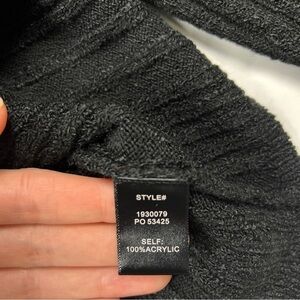 STYLE#
1930079
PO 53425
SELF:
100%ACRYLIC